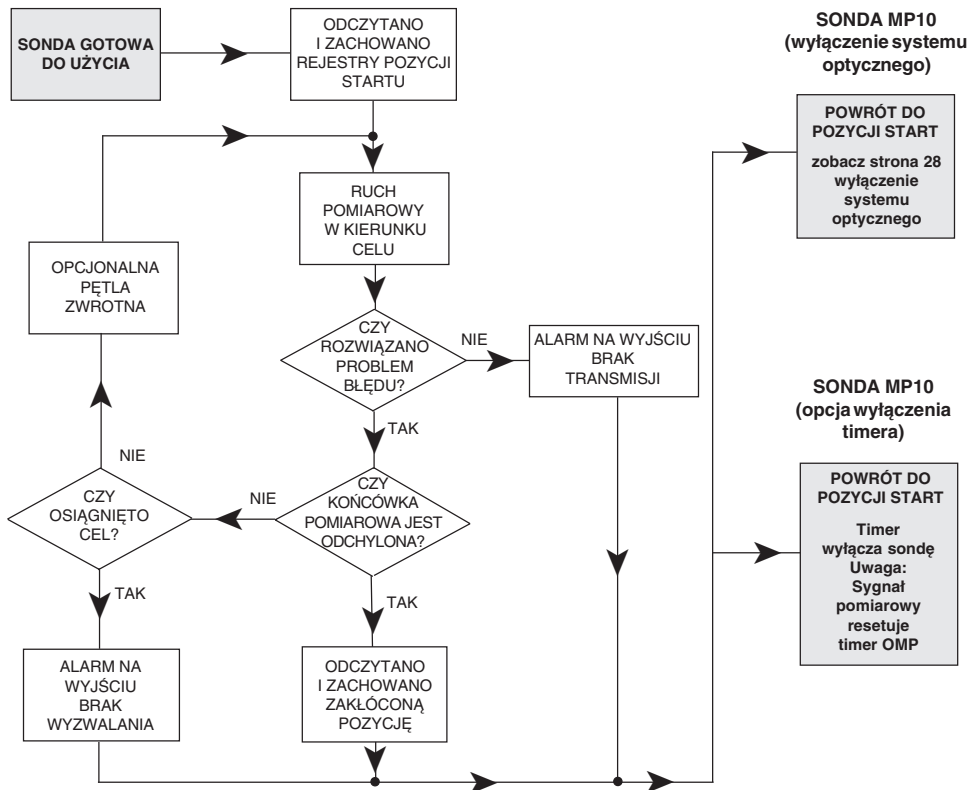 SONDA GOTOWA
DO UŻYCIA
ODCZYTANO
I ZACHOWANO
REJESTRY POZYCJI
STARTU
SONDA MP10
(wyłączenie systemu
optycznego)
POWRÓT DO
POZYCJI START
zobacz strona 28
wyłączenie
systemu
optycznego
RUCH
POMIAROWY
W KIERUNKU
CELU
OPCJONALNA
PĘTLA
ZWROTNA
CZY
ROZWIĄZANO
PROBLEM
BŁĘDU?
NIE
ALARM NA WYJŚCIU
BRAK
TRANSMISJI
TAK
SONDA MP10
(opcja wyłączenia
timera)
NIE
CZY
OSIĄGNIĘTO
CEL?
NIE
CZY
KOŃCÓWKA
POMIAROWA JEST
ODCHYLONA?
POWRÓT DO
POZYCJI START
Timer
wyłącza sondę
Uwaga:
Sygnał
pomiarowy
resetuje
timer OMP
TAK
TAK
ALARM NA
WYJŚCIU
BRAK
WYZWALANIA
ODCZYTANO
I ZACHOWANO
ZAKŁÓCONĄ
POZYCJĘ